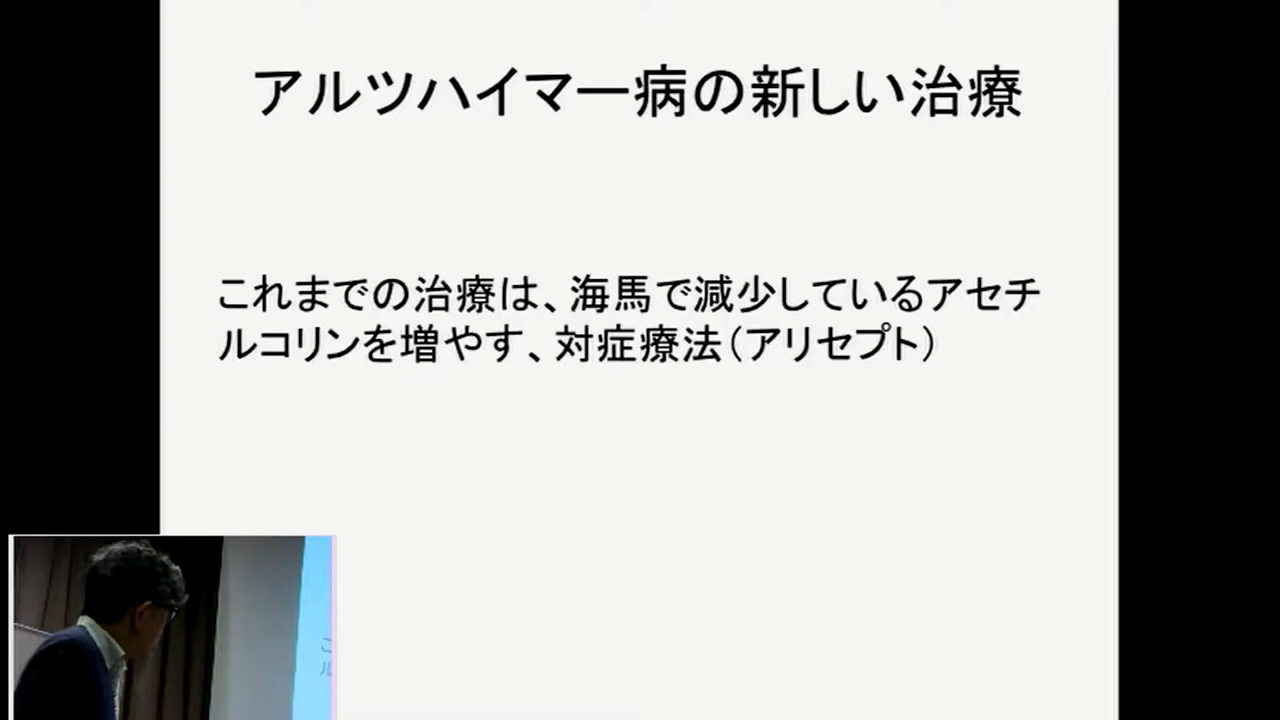 アルツハイマー病の新しい治療
これまでの治療は、海馬で減少しているアセチ
ルコリンを増やす、対症療法（アリセプト）
こ
ル